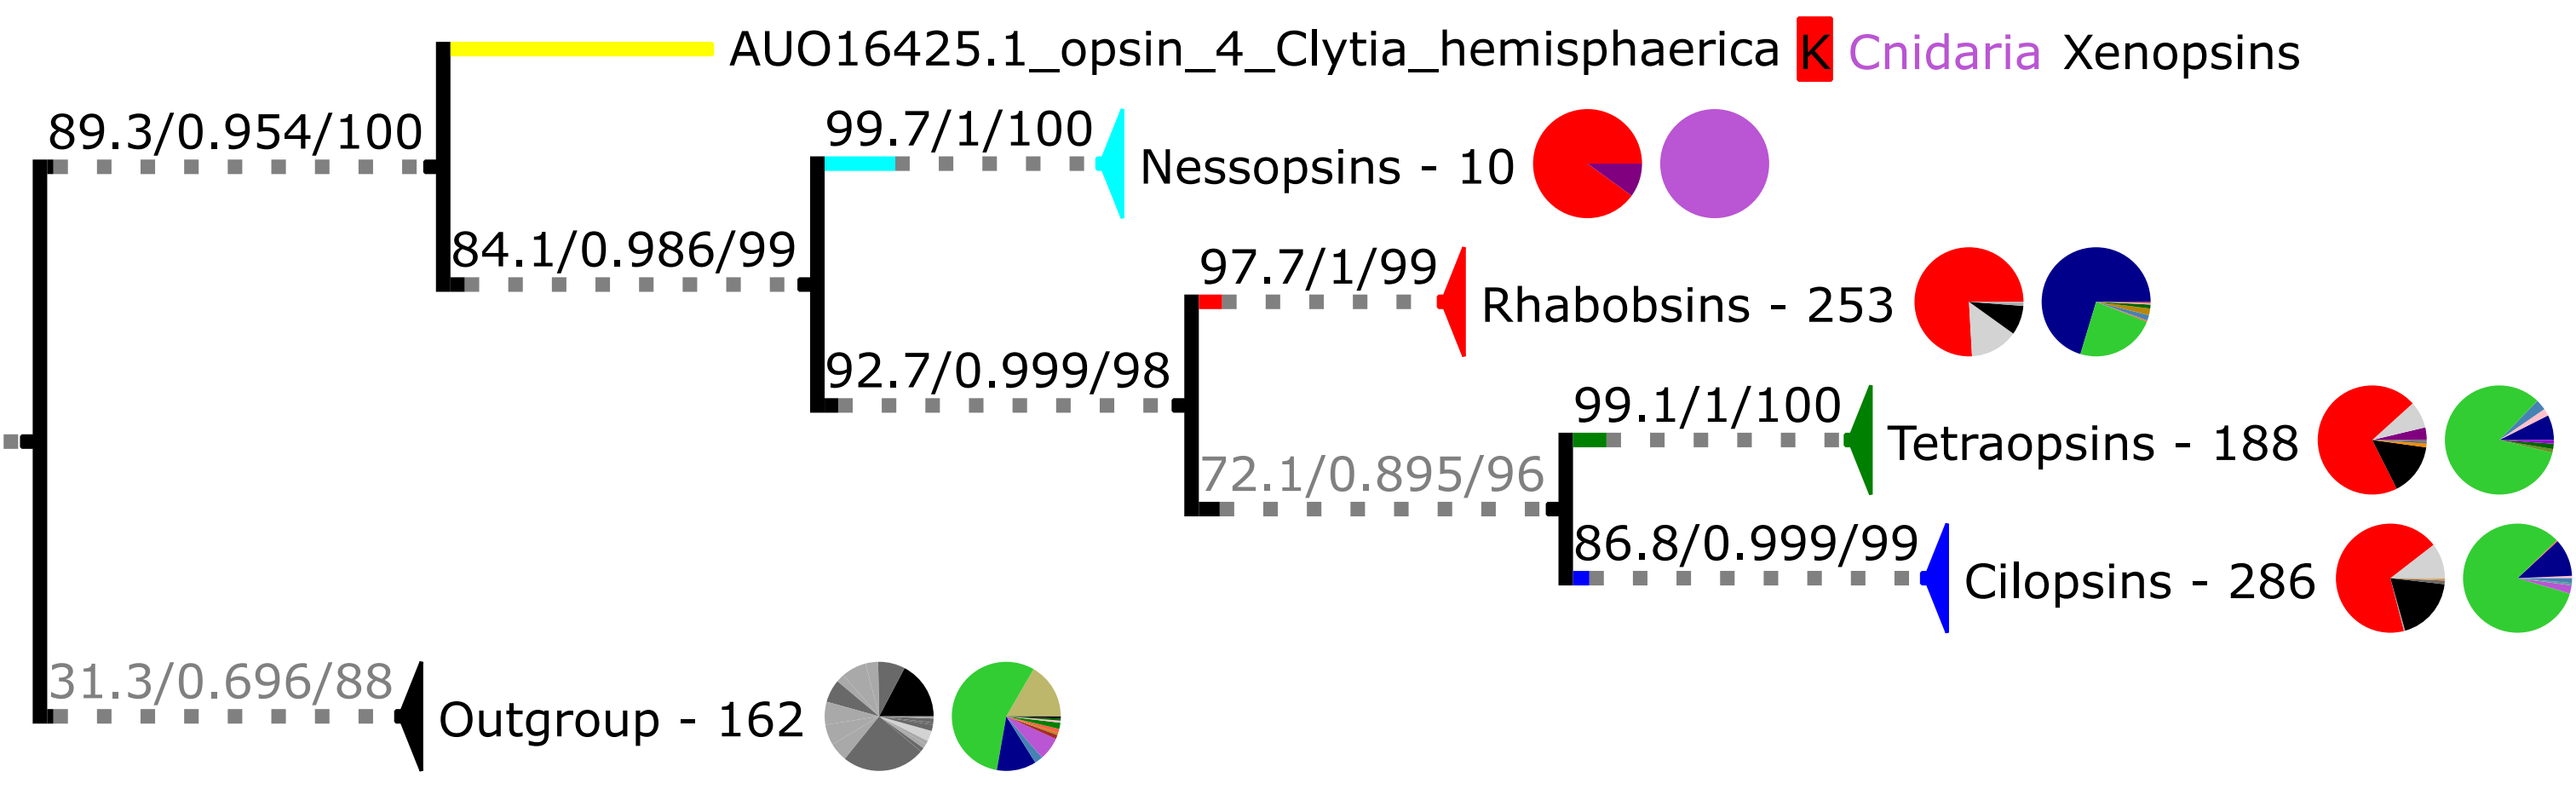 AUO16425.1_opsin_4_Clytia_hemisphaerica K Cnidaria Xenopsins
89.3/0.954/100
99.7/1/100
Nessopsins - 10
84.1/0.986/99
97.7/1/99
Rhabobsins - 253
92.7/0.999/98
99.1/1/100
Tetraopsins - 188
72.1/0.895/96
86.8/0.999/99
Cilopsins - 286
31.3/0.696/88
Outgroup - 162